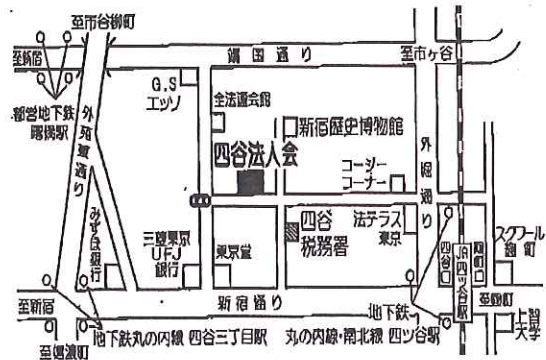 至市谷柳町
至新宿
靖国通り
至市ヶ谷
都営地下鉄
曙橋駅
外苑東通り
G.S
エッソ
全法連会館
新宿歴史博物館
四谷法人会
コージー
コーナー
外堀通り
みずほ銀行
三菱東京
UFJ
銀行
東京堂
四谷
税務署
法テラス
東京
四谷口
麹町口
JR四ツ谷駅
スクワール
麹町
至新宿
新宿通り
地下鉄
至麹町
上智
大学
至信濃町
地下鉄丸の内線 四谷三丁目駅
丸の内線・南北線 四ツ谷駅